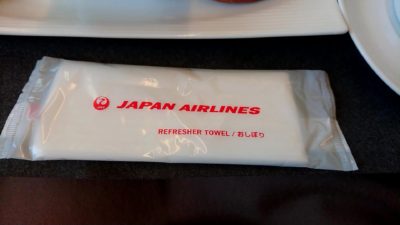 JAPAN AIRLINES
REFRESHER TOWEL / おしぼり